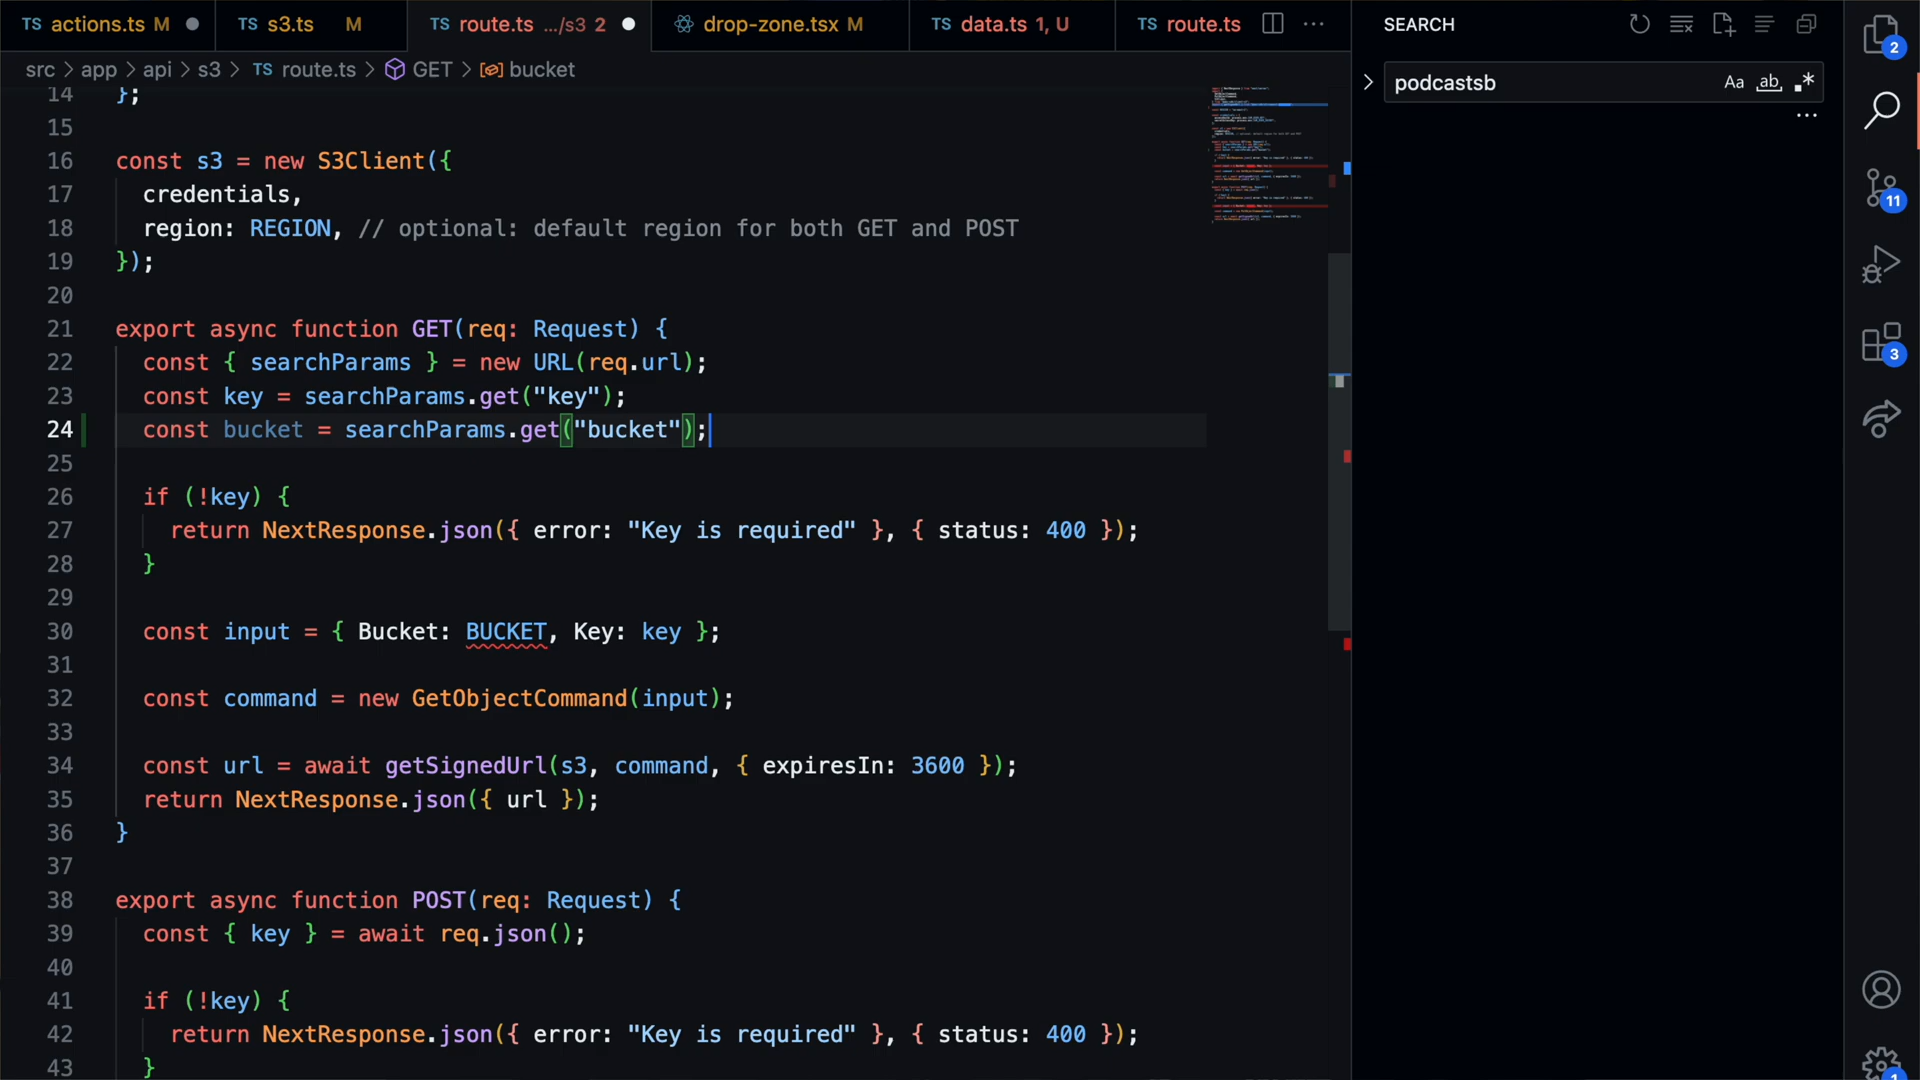 TS actions.ts M
TS s3.ts M
TS route.ts .../s3 2
drop-zone.tsx M
TS data.ts 1, U
TS route.ts
SEARCH
src > app > api > s3 > TS route.ts > GET > bucket
podcastsb
Aa ab
14 };
15
16 const s3 = new S3Client({
17 credentials,
18 region: REGION, // optional: default region for both GET and POST
19 });
20
21 export async function GET(req: Request) {
22 const { searchParams } = new URL(req.url);
23 const key = searchParams.get("key");
24 const bucket = searchParams.get("bucket");
25
26 if (!key) {
27 return NextResponse.json({ error: "Key is required" }, { status: 400 });
28 }
29
30 const input = { Bucket: BUCKET, Key: key };
31
32 const command = new GetObjectCommand(input);
33
34 const url = await getSignedUrl(s3, command, { expiresIn: 3600 });
35 return NextResponse.json({ url });
36 }
37
38 export async function POST(req: Request) {
39 const { key } = await req.json();
40
41 if (!key) {
42 return NextResponse.json({ error: "Key is required" }, { status: 400 });
43 }
2
11
3
1